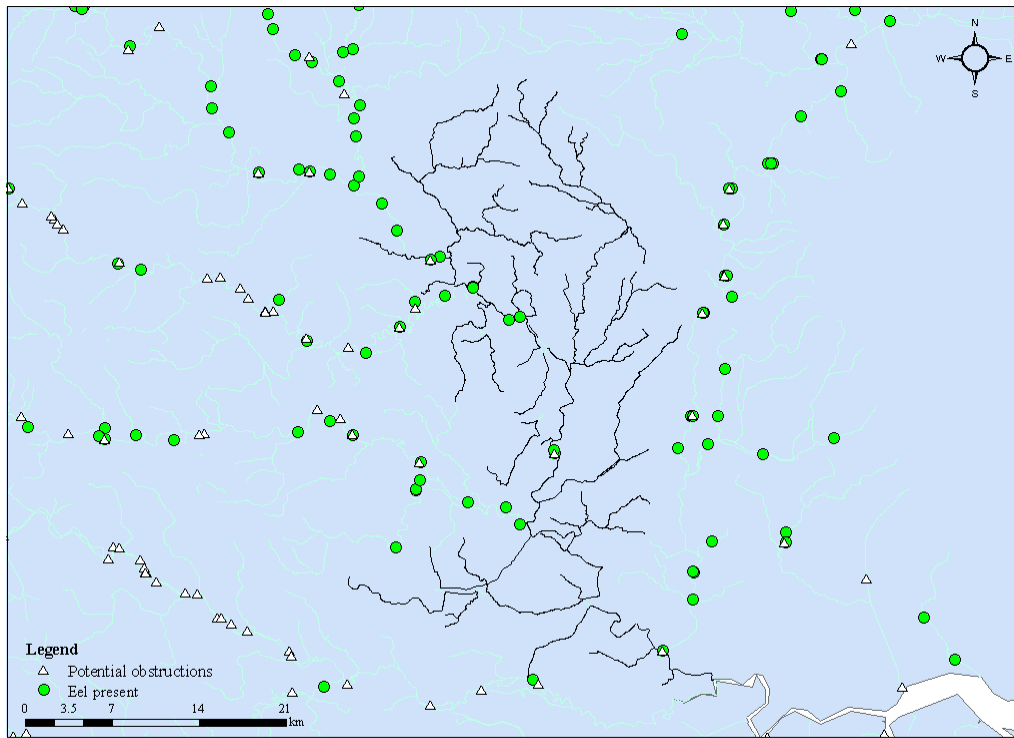 N
W E
S
Legend
Potential obstructions
Eel present
0 3.5 7 14 21
km